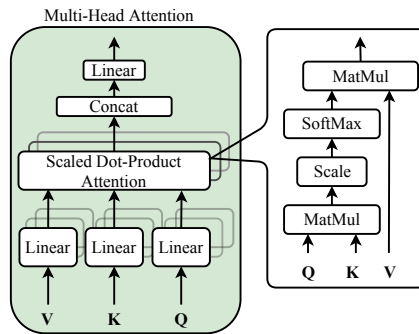 Multi-Head Attention
Linear
Concat
Scaled Dot-Product
Attention
Linear
Linear
Linear
V
K
Q
MatMul
SoftMax
Scale
MatMul
Q
K
V